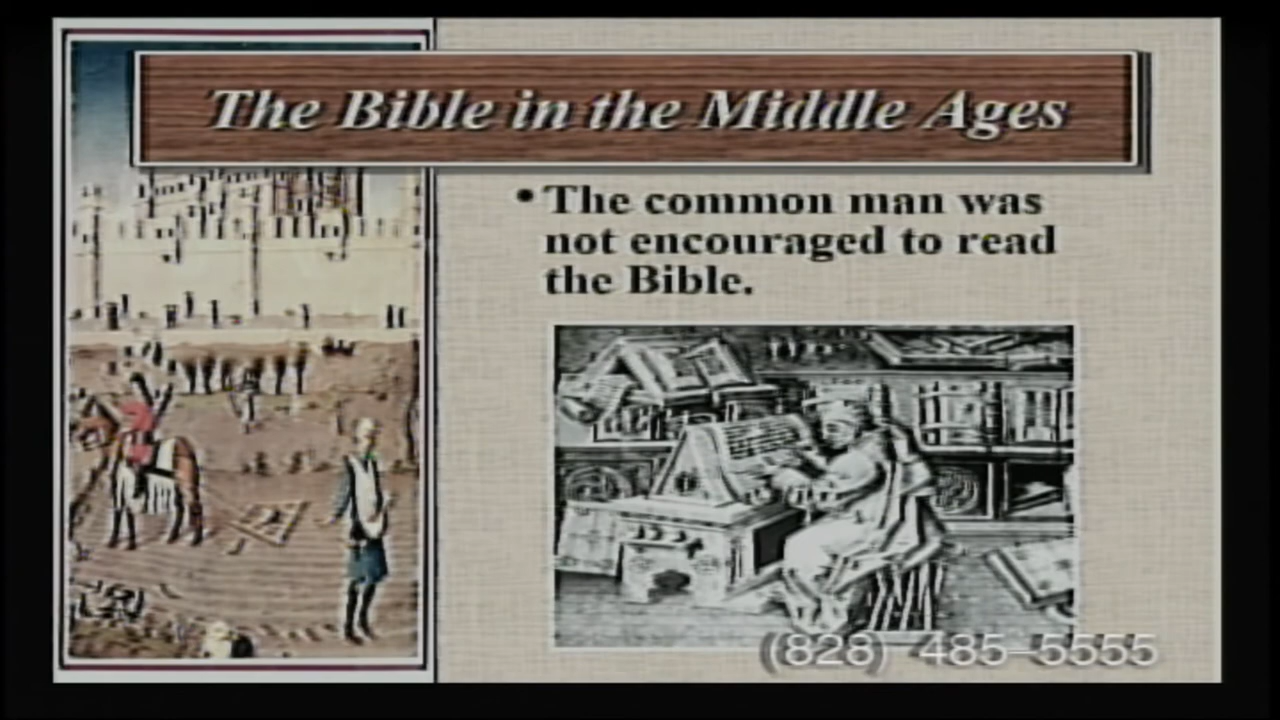 The Bible in the Middle Ages
• The common man was
not encouraged to read
the Bible.
(828) 485-5555